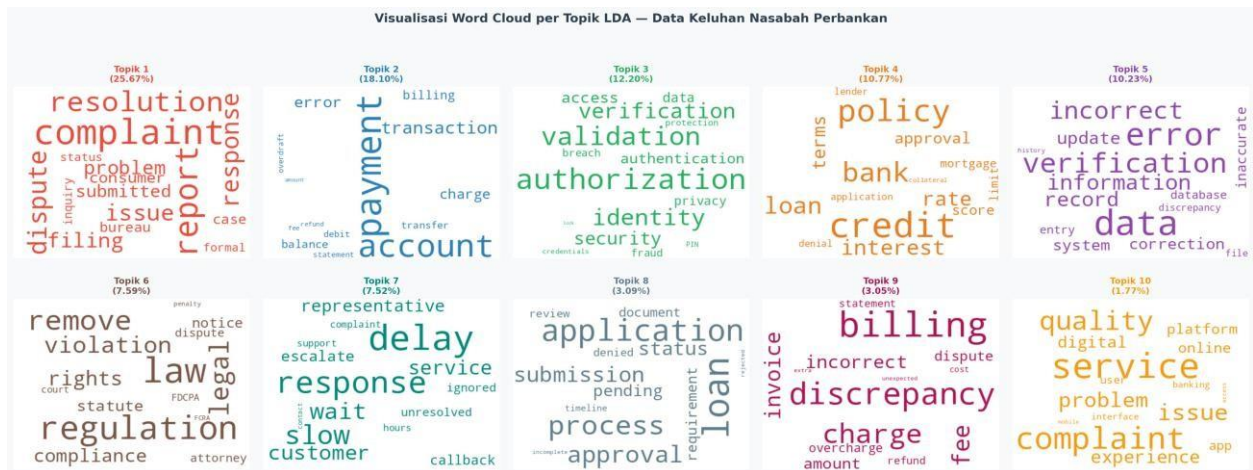 Visualisasi Word Cloud per Topik LDA — Data Keluhan Nasabah Perbankan
Topik 1
(25.67%)
resolution
complaint
response
dispute
status
problem
consumer
inquiry
submitted
report
issue
case
bureau
filing
formal
Topik 2
(18.10%)
error
billing
payment
transaction
overdraft
amount
charge
fee
refund
debit
transfer
balance
statement
account
Topik 3
(12.20%)
access
data
verification
protection
validation
breach
authentication
authorization
privacy
identity
security
PIN
credentials
fraud
Topik 4
(10.77%)
lender
policy
terms
approval
bank
mortgage
collateral
limit
application
loan
rate
score
credit
denial
interest
Topik 5
(10.23%)
incorrect
update
error
inaccurate
history
verification
information
record
database
discrepancy
data
entry
system
correction
file
Topik 6
(7.59%)
penalty
remove
notice
dispute
violation
legal
law
rights
court
FDCPA
statute
FCRA
regulation
compliance
attorney
Topik 7
(7.52%)
representative
complaint
delay
support
escalate
service
response
ignored
contact
wait
unresolved
slow
hours
customer
callback
Topik 8
(3.09%)
review
document
application
denied
status
rejected
submission
pending
requirement
loan
timeline
process
incomplete
approval
Topik 9
(3.05%)
statement
billing
invoice
incorrect
dispute
cost
extra
unexpected
discrepancy
charge
fee
overcharge
amount
refund
Topik 10
(1.77%)
quality
platform
digital
online
service
user
banking
access
problem
interface
issue
mobile
complaint
app
experience